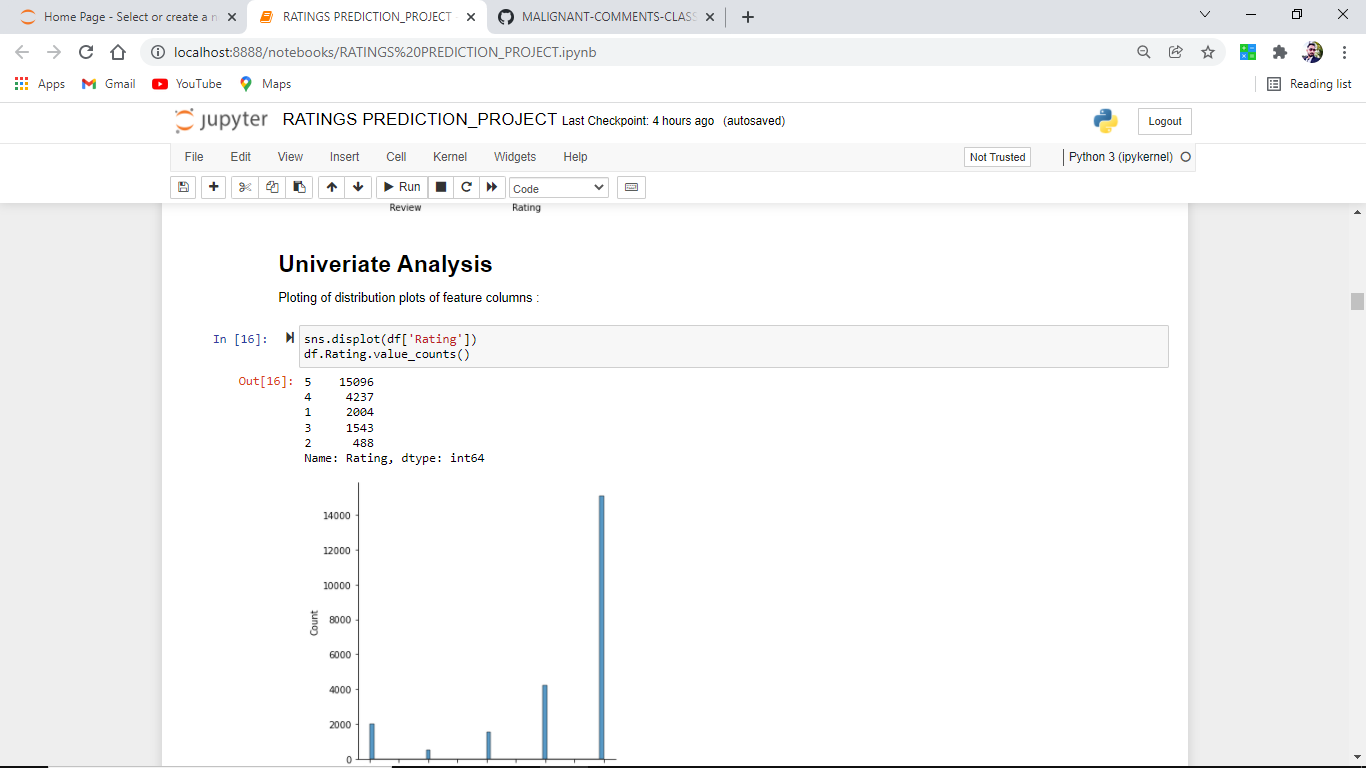 Home Page - Select or create a n
RATINGS PREDICTION_PROJECT -
MALIGNANT-COMMENTS-CLASS
localhost:8888/notebooks/RATINGS%20PREDICTION_PROJECT.ipynb
Apps
Gmail
YouTube
Maps
Reading list
jupyter
RATINGS PREDICTION_PROJECT Last Checkpoint: 4 hours ago (autosaved)
Logout
File
Edit
View
Insert
Cell
Kernel
Widgets
Help
Not Trusted
Python 3 (ipykernel)
Run
Code
Review
Rating
Univeriate Analysis
Ploting of distribution plots of feature columns :
In [16]:
sns.displot(df['Rating'])
df.Rating.value_counts()
Out[16]:
5    15096
4     4237
1     2004
3     1543
2      488
Name: Rating, dtype: int64
14000
12000
10000
8000
6000
4000
2000
0
Count